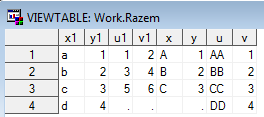 VIEWTABLE: Work.Razem
x1 y1 u1 v1 x y u v
1 a 1 1 2 A 1 AA 1
2 b 2 3 4 B 2 BB 2
3 c 3 5 6 C 3 CC 3
4 d 4 . . . DD 4